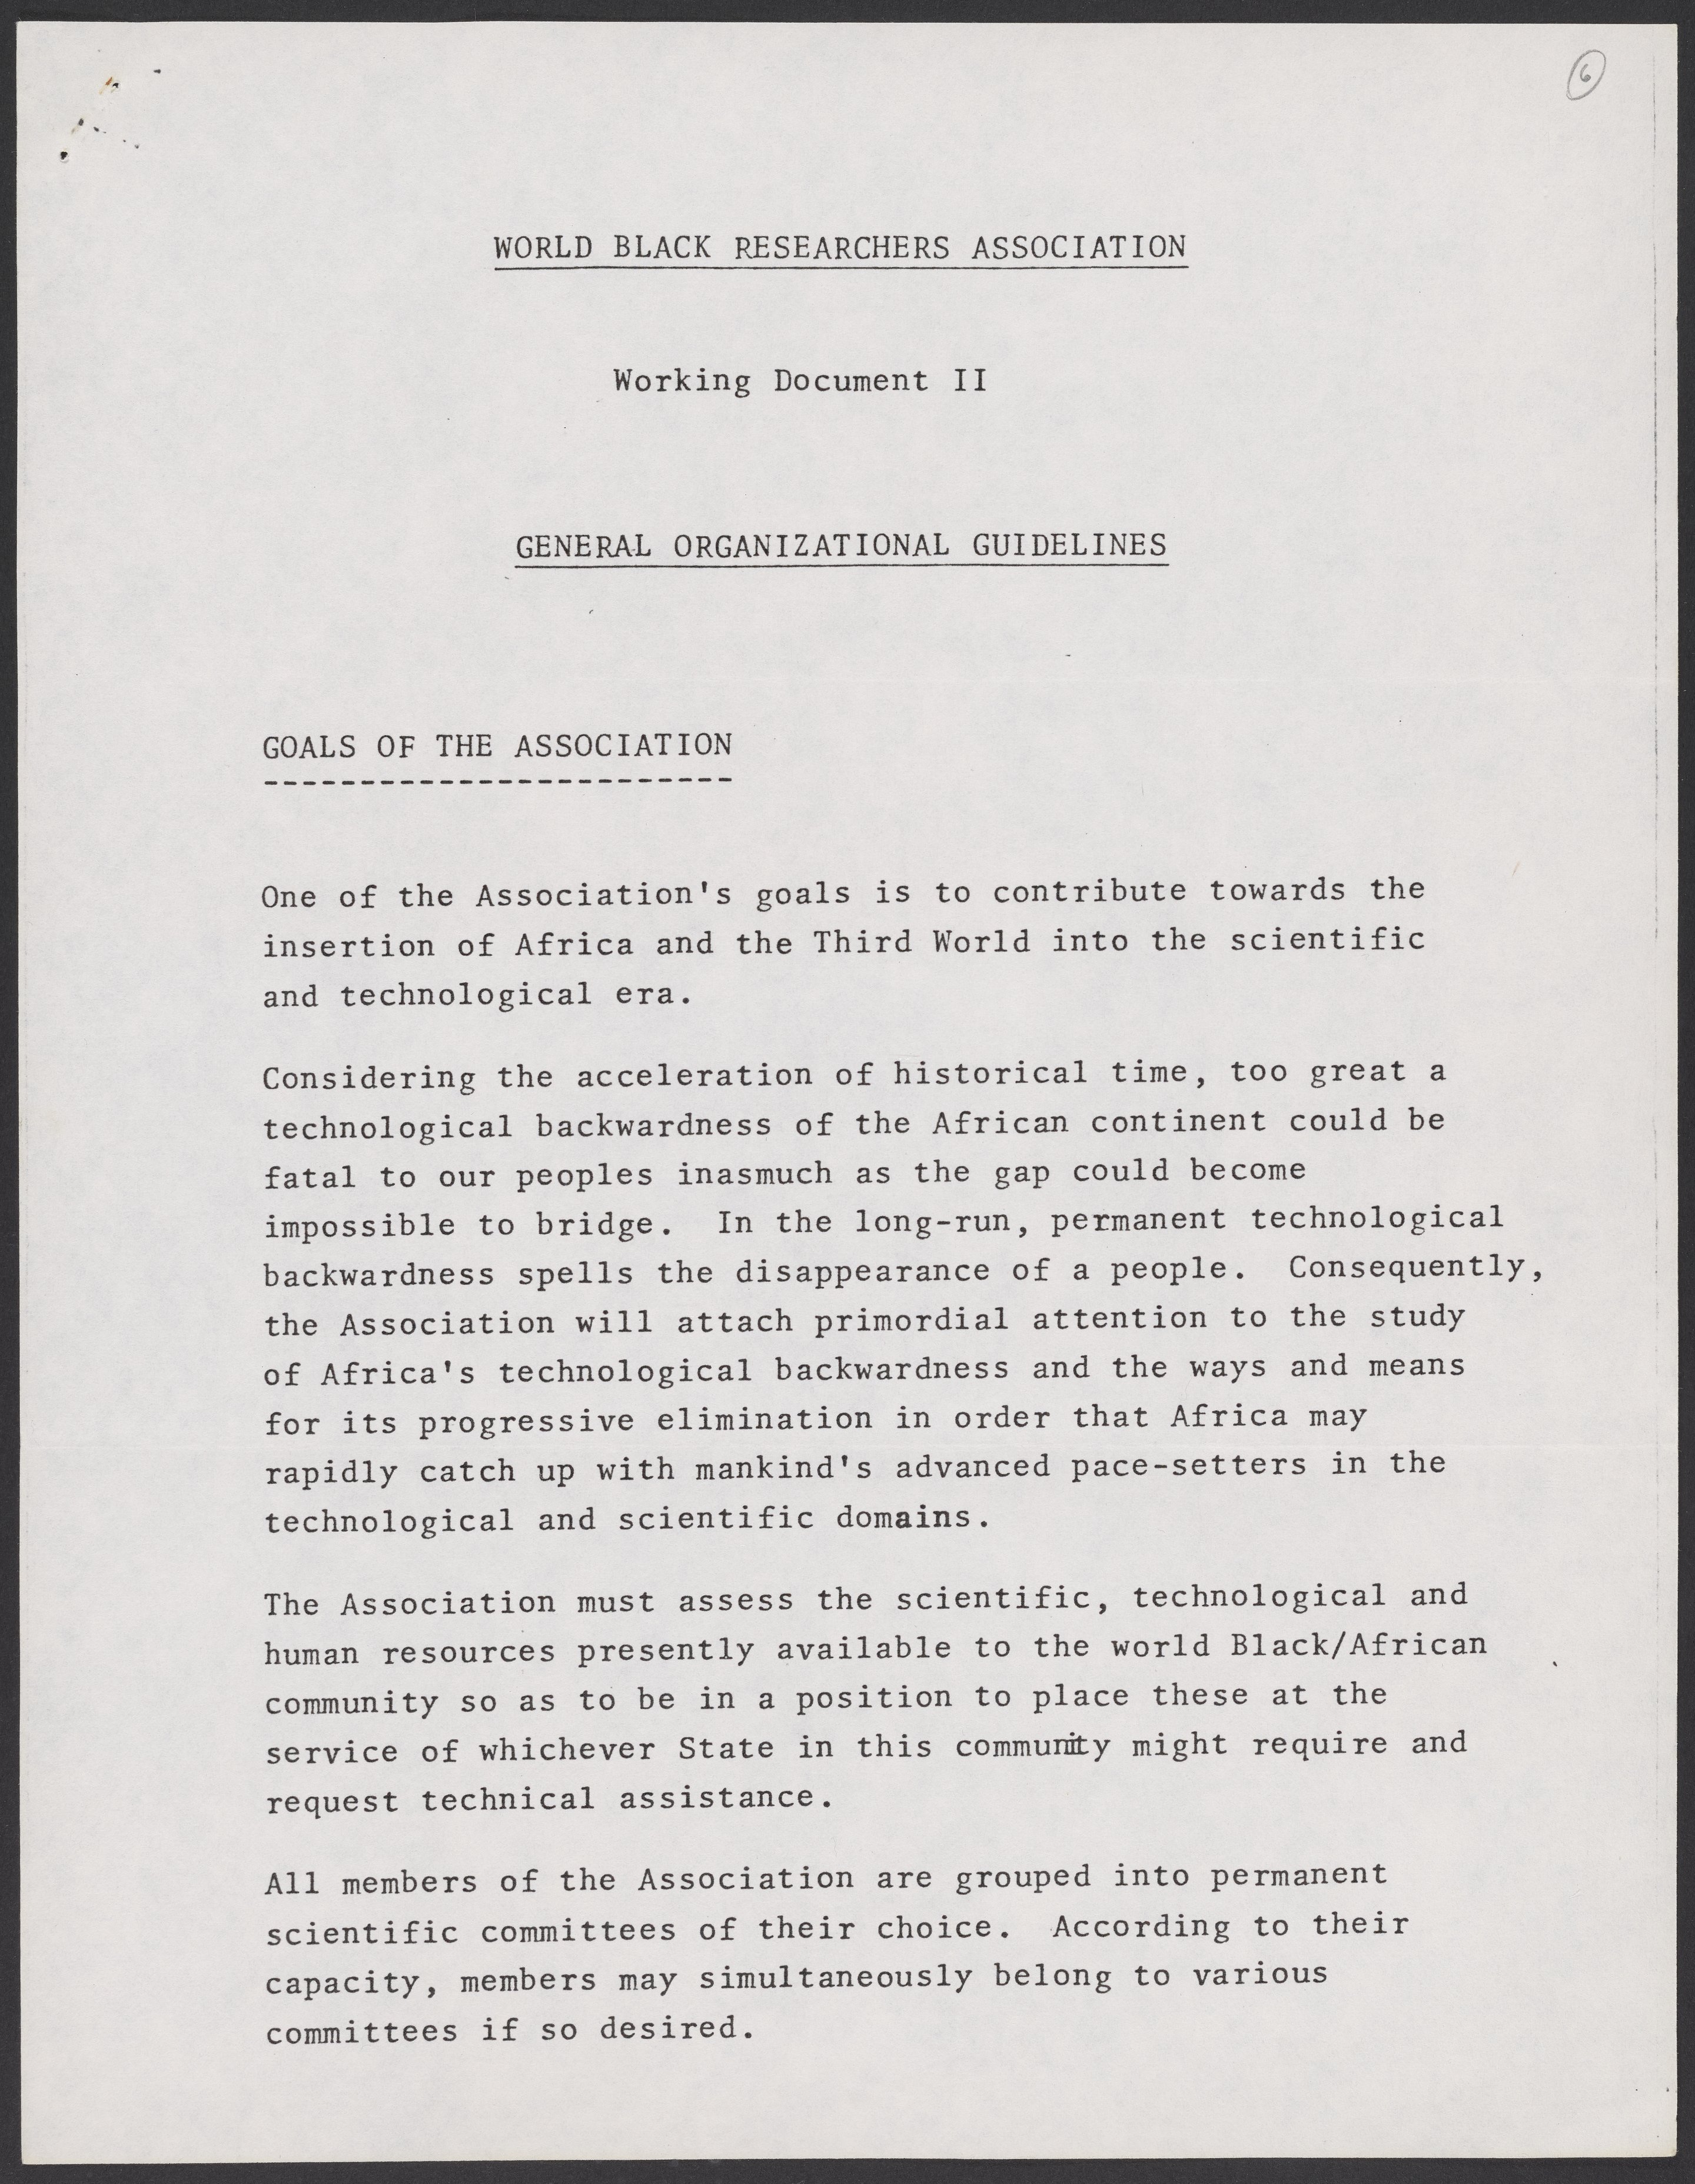 6
WORLD BLACK RESEARCHERS ASSOCIATION
Working Document II
GENERAL ORGANIZATIONAL GUIDELINES
GOALS OF THE ASSOCIATION
------------------------
One of the Association's goals is to contribute towards the
insertion of Africa and the Third World into the scientific
and technological era.
Considering the acceleration of historical time, too great a
technological backwardness of the African continent could be
fatal to our peoples inasmuch as the gap could become
impossible to bridge. In the long-run, permanent technological
backwardness spells the disappearance of a people. Consequently,
the Association will attach primordial attention to the study
of Africa's technological backwardness and the ways and means
for its progressive elimination in order that Africa may
rapidly catch up with mankind's advanced pace-setters in the
technological and scientific domains.
The Association must assess the scientific, technological and
human resources presently available to the world Black/African
community so as to be in a position to place these at the
service of whichever State in this community might require and
request technical assistance.
All members of the Association are grouped into permanent
scientific committees of their choice. According to their
capacity, members may simultaneously belong to various
committees if so desired.